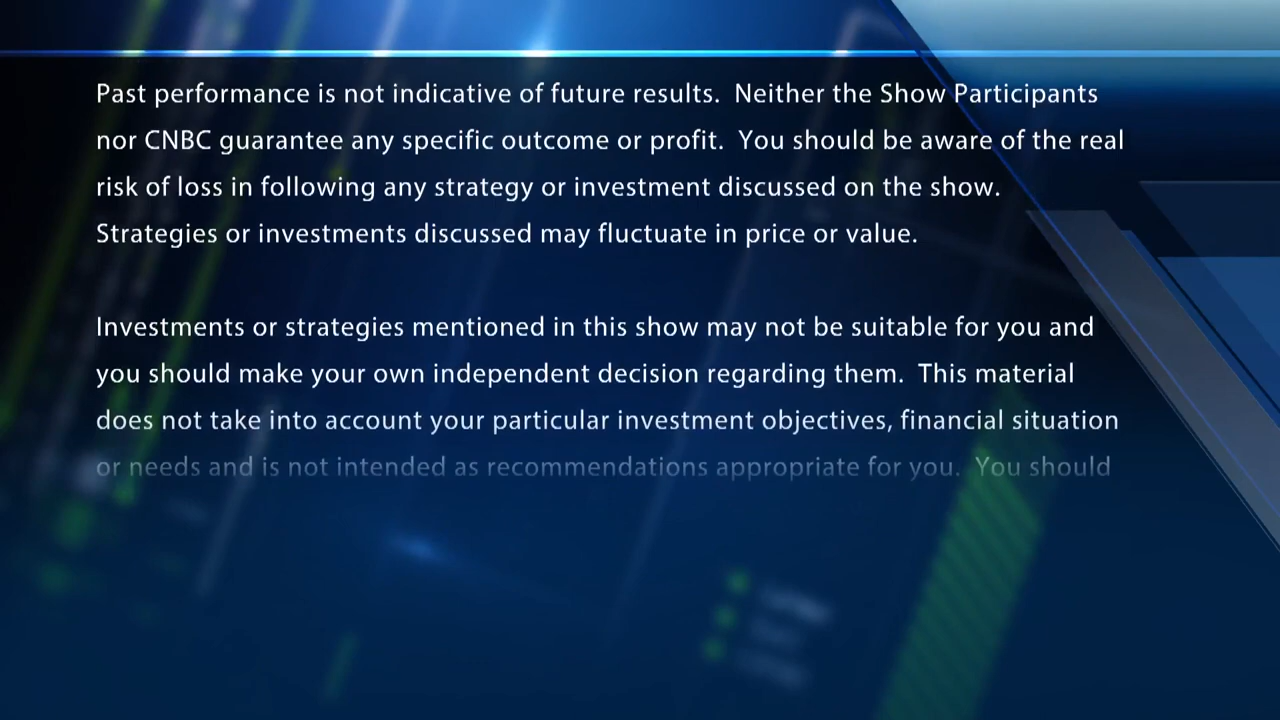 Past performance is not indicative of future results.  Neither the Show Participants
nor CNBC guarantee any specific outcome or profit.  You should be aware of the real
risk of loss in following any strategy or investment discussed on the show.
Strategies or investments discussed may fluctuate in price or value.
Investments or strategies mentioned in this show may not be suitable for you and
you should make your own independent decision regarding them.  This material
does not take into account your particular investment objectives, financial situation
or needs and is not intended as recommendations appropriate for you.  You should